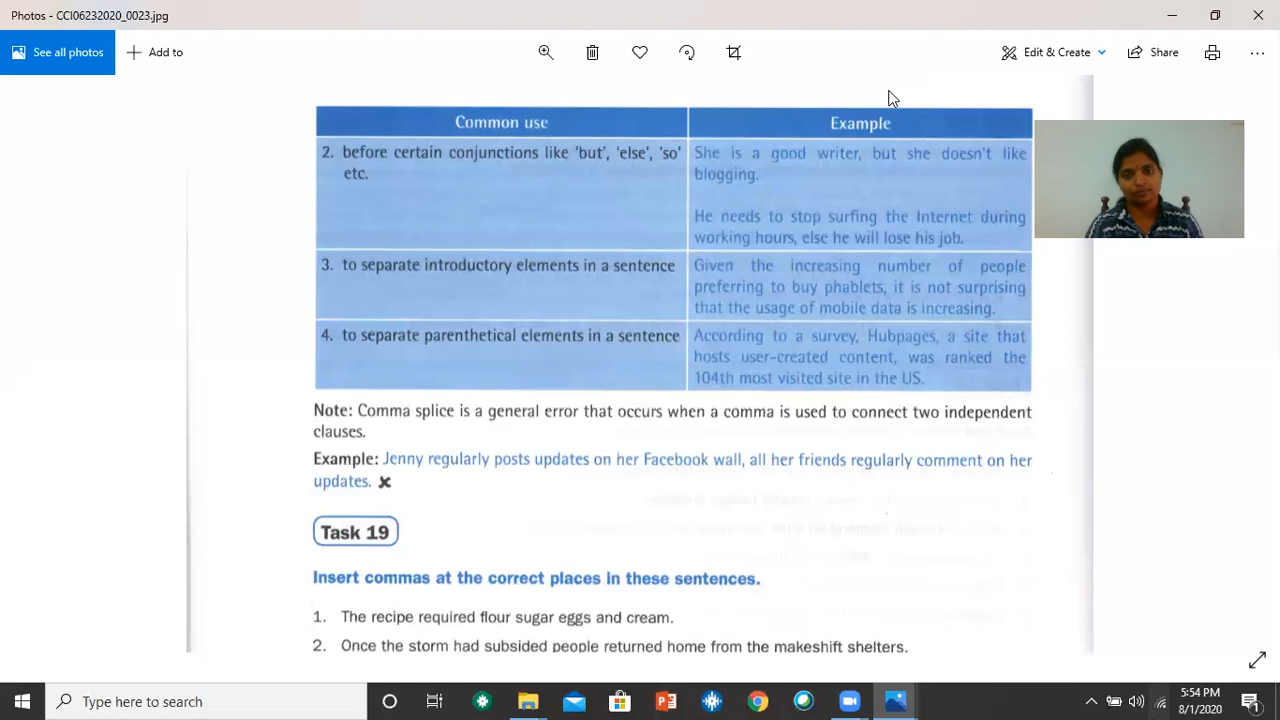 Photos - CCI06232020_0023.jpg
See all photos
Add to
Edit & Create
Share
Common use
Example
2. before certain conjunctions like 'but', 'else', 'so'
etc.
She is a good writer, but she doesn't like
blogging.
He needs to stop surfing the Internet during
working hours, else he will lose his job.
3. to separate introductory elements in a sentence
Given the increasing number of people
preferring to buy phablets, it is not surprising
that the usage of mobile data is increasing.
4. to separate parenthetical elements in a sentence
According to a survey, Hubpages, a site that
hosts user-created content, was ranked the
104th most visited site in the US.
Note: Comma splice is a general error that occurs when a comma is used to connect two independent
clauses.
Example: Jenny regularly posts updates on her Facebook wall, all her friends regularly comment on her
updates. ✖
Task 19
Insert commas at the correct places in these sentences.
1. The recipe required flour sugar eggs and cream.
2. Once the storm had subsided people returned home from the makeshift shelters.
Type here to search
5:54 PM
8/1/2020